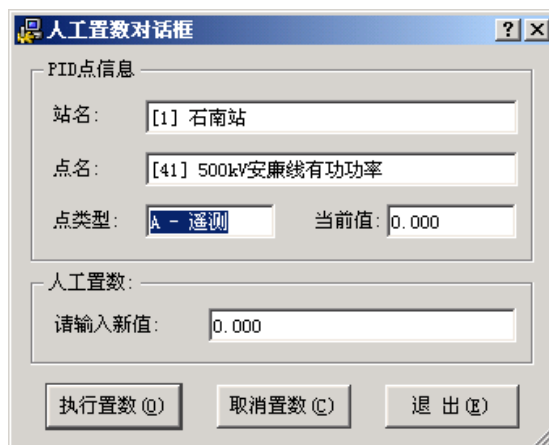 人工置数对话框
PID点信息
站名: [1] 石南站
点名: [41] 500kV安廉线有功功率
点类型: A - 遥测 当前值: 0.000
人工置数:
请输入新值: 0.000
执行置数(O) 取消置数(C) 退 出(E)